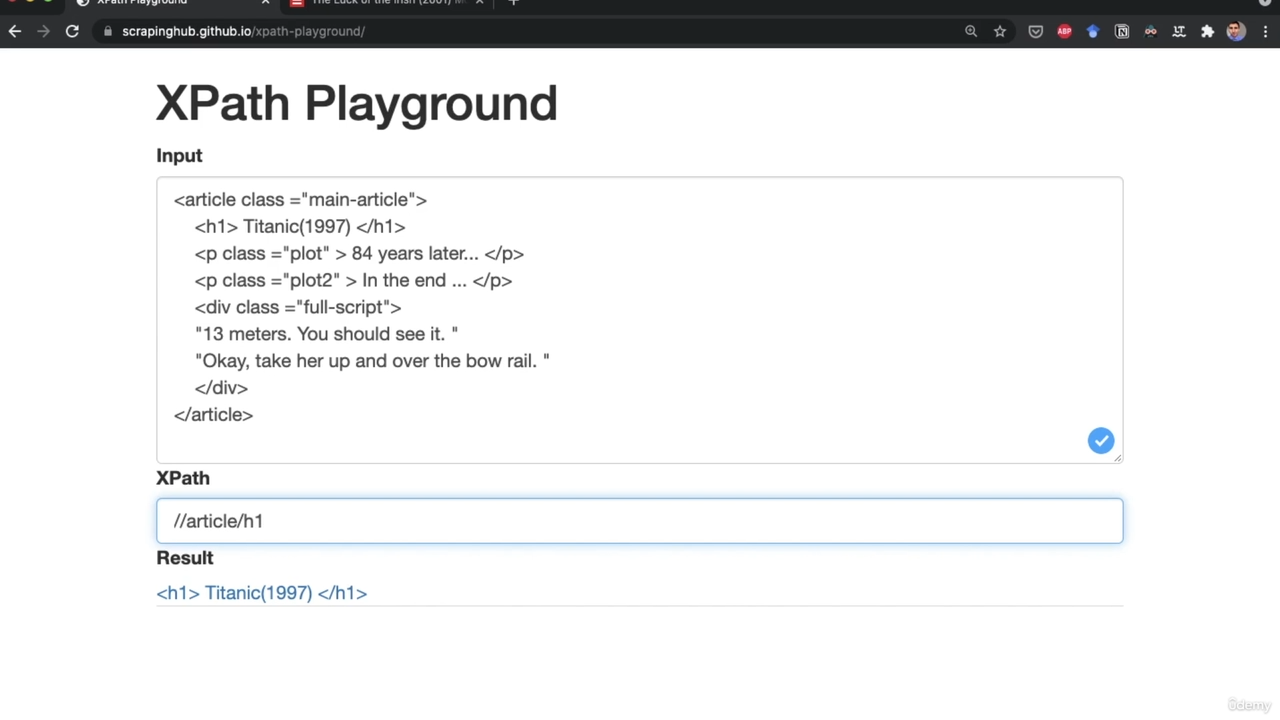 XPath Playground
The Luck of the Irish (2001)
scrapinghub.github.io/xpath-playground/
ABP
XPath Playground
Input
<article class ="main-article">
<h1> Titanic(1997) </h1>
<p class ="plot" > 84 years later... </p>
<p class ="plot2" > In the end ... </p>
<div class ="full-script">
"13 meters. You should see it. "
"Okay, take her up and over the bow rail. "
</div>
</article>
XPath
//article/h1
Result
<h1> Titanic(1997) </h1>
ûdemy